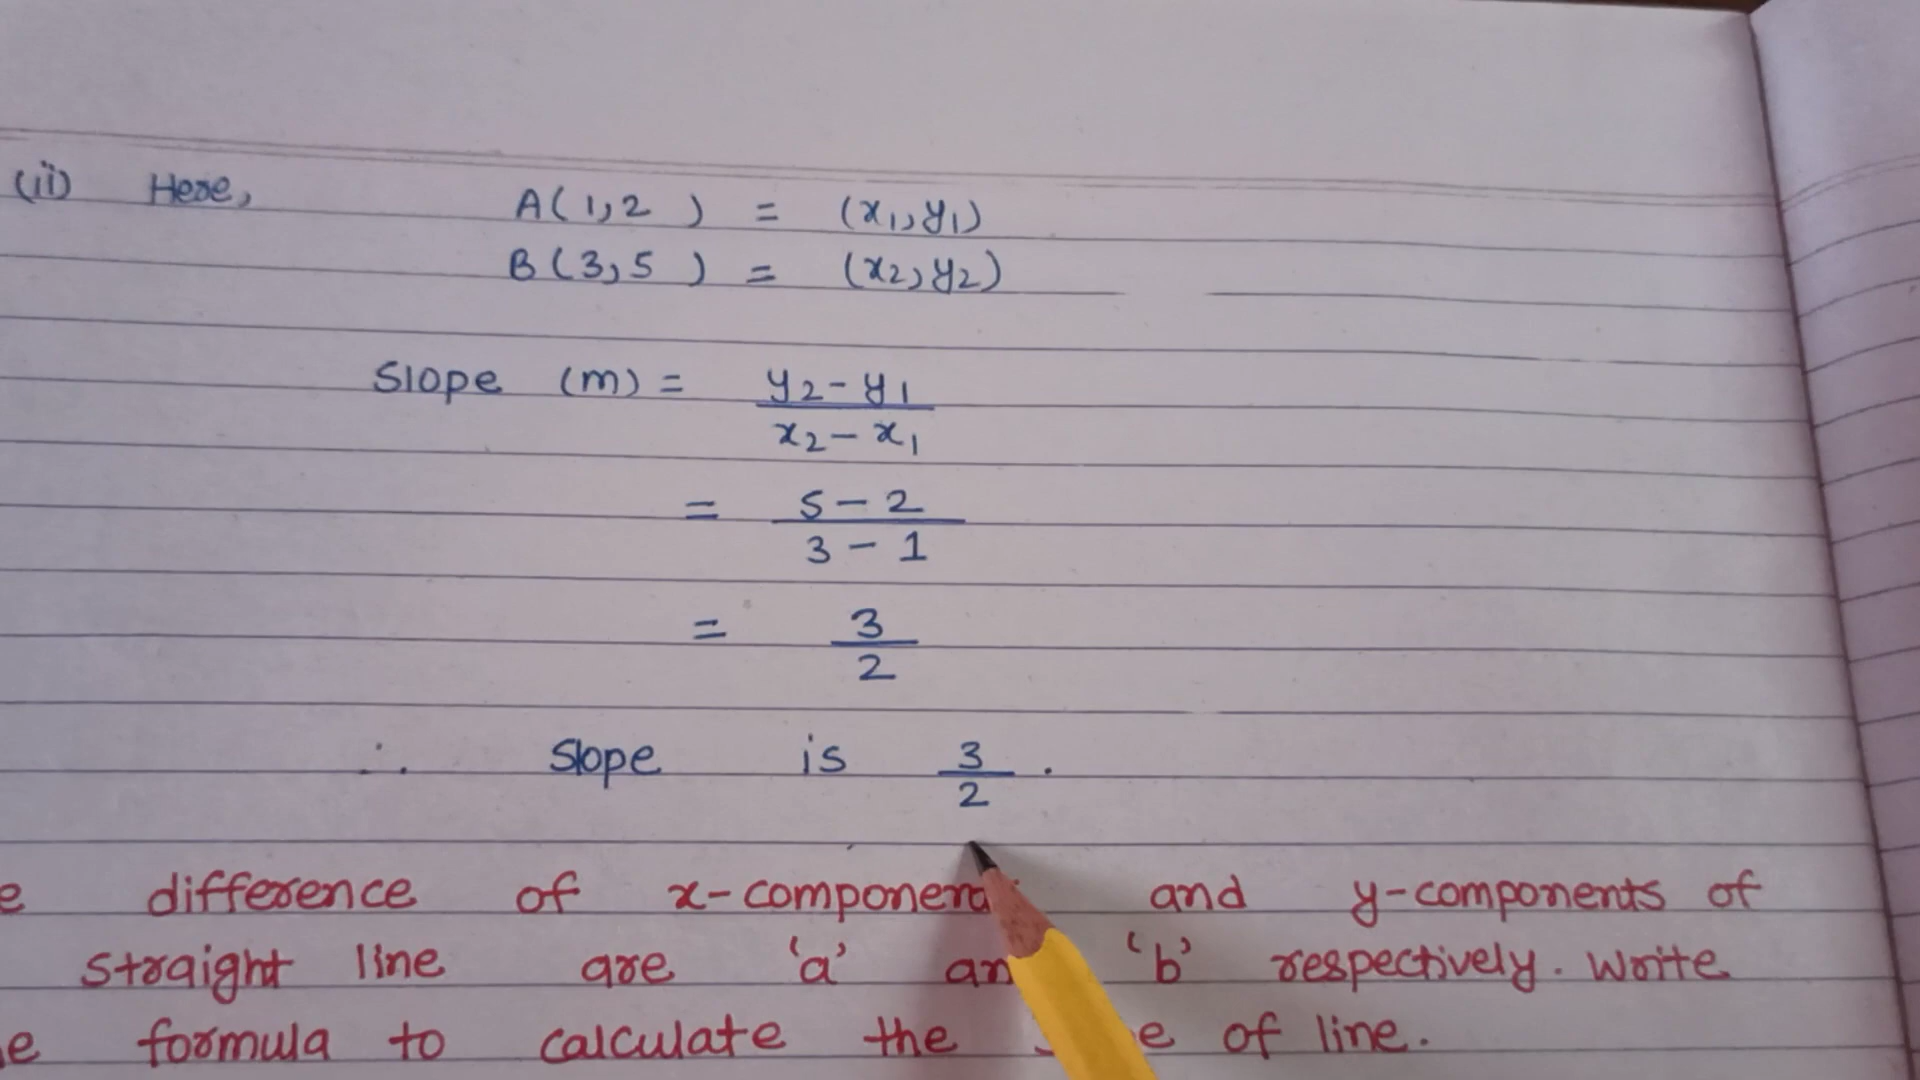 (ii) Here, A(1,2 ) = (x₁,y₁)
B(3,5 ) = (x₂,y₂)
Slope (m) = y₂-y₁
x₂-x₁
= 5-2
3-1
= 3
2
∴ Slope is 3/2.
difference of x- and y-components of
straight line are 'a' 'b' respectively. Write
formula to calculate the of line.